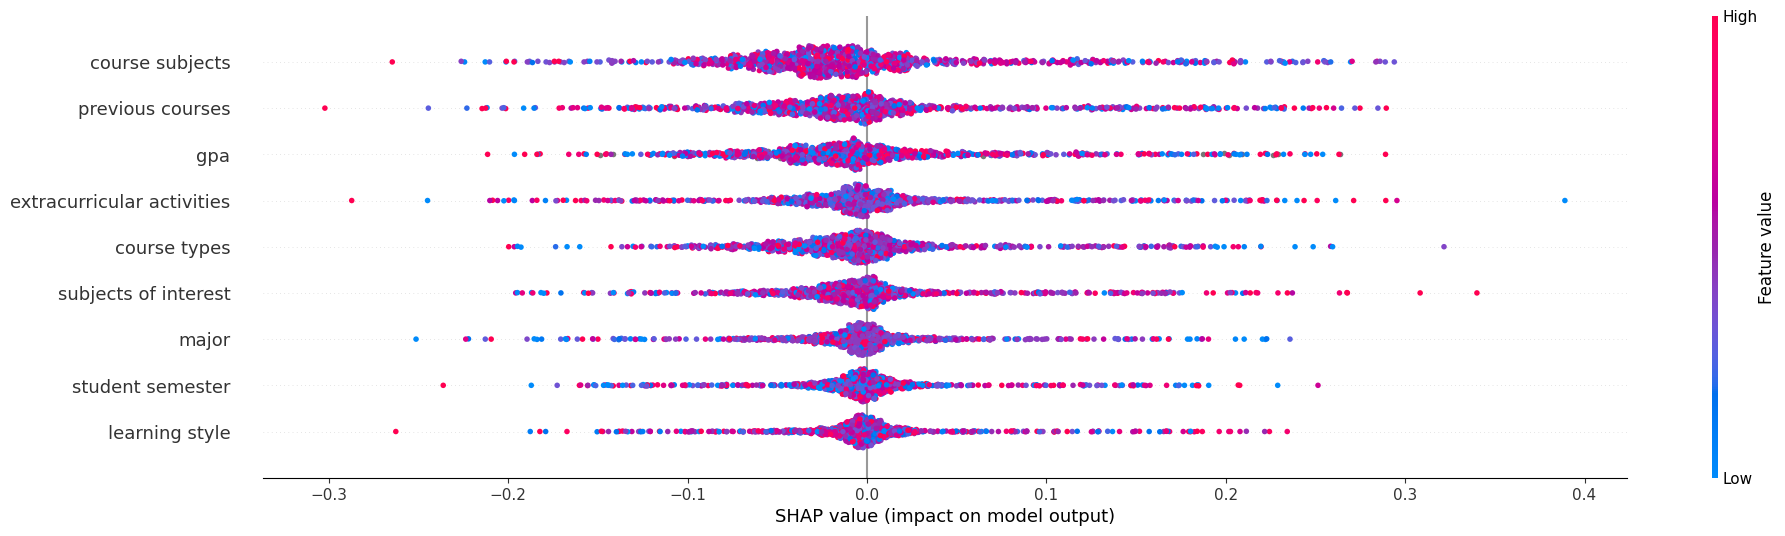 High
course subjects
previous courses
gpa
extracurricular activities
course types
subjects of interest
major
student semester
learning style
Feature value
Low
−0.3
−0.2
−0.1
0.0
0.1
0.2
0.3
0.4
SHAP value (impact on model output)